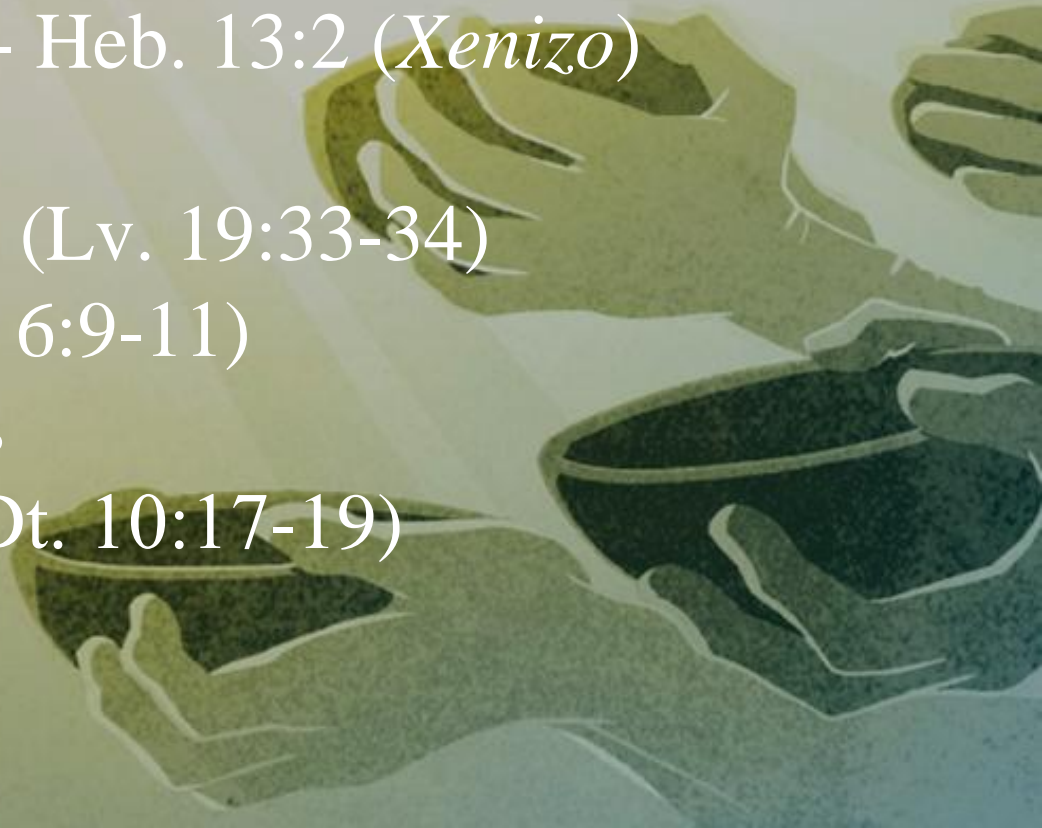 - Heb. 13:2 (Xenizo)
(Lv. 19:33-34)
6:9-11)
.
Dt. 10:17-19)